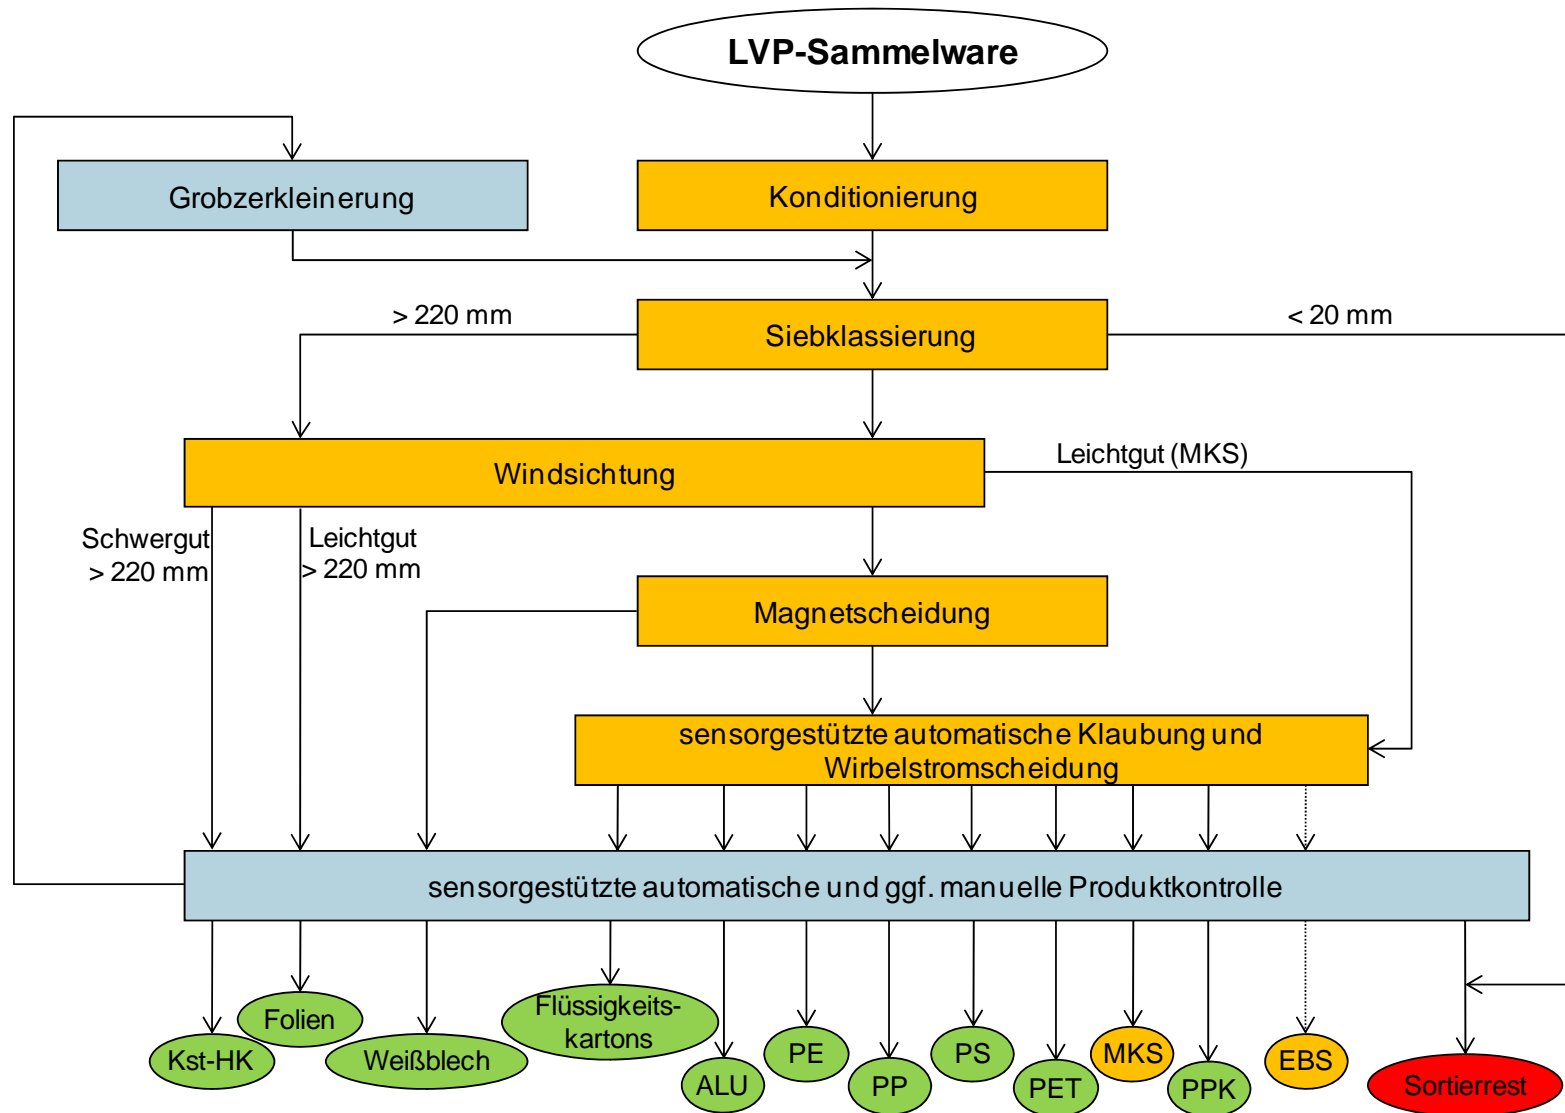 LVP-Sammelware
Grobzerkleinerung
Konditionierung
> 220 mm
Siebklassierung
< 20 mm
Windsichtung
Leichtgut (MKS)
Schwergut
> 220 mm
Leichtgut
> 220 mm
Magnetscheidung
sensorgestützte automatische Klaubung und
Wirbelstromscheidung
sensorgestützte automatische und ggf. manuelle Produktkontrolle
Kst-HK
Folien
Weißblech
Flüssigkeits-
kartons
ALU
PE
PP
PS
PET
MKS
PPK
EBS
Sortierrest